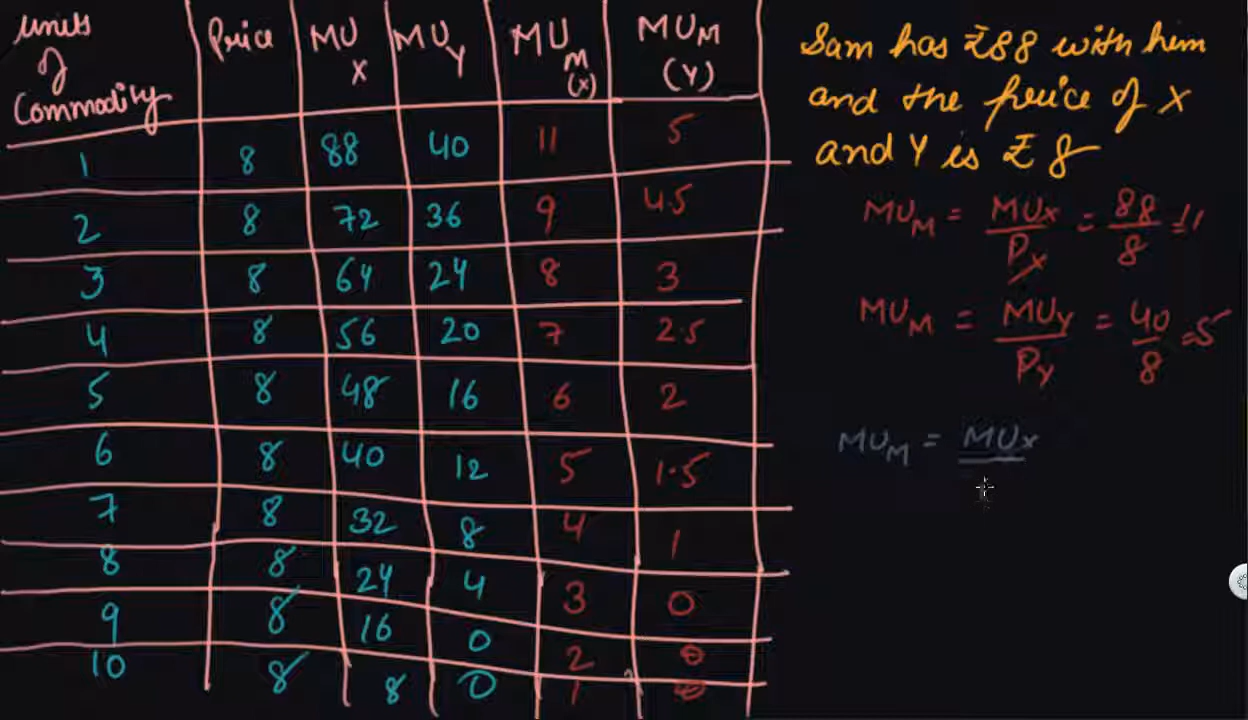 units of Commodity | Price | MU X | MU Y | MU M (X) | MUM (Y)
1 | 8 | 88 | 40 | 11 | 5
2 | 8 | 72 | 36 | 9 | 4.5
3 | 8 | 64 | 24 | 8 | 3
4 | 8 | 56 | 20 | 7 | 2.5
5 | 8 | 48 | 16 | 6 | 2
6 | 8 | 40 | 12 | 5 | 1.5
7 | 8 | 32 | 8 | 4 | 1
8 | 8 | 24 | 4 | 3 | 0
9 | 8 | 16 | 0 | 2 | 0
10 | 8 | 8 | 0 | 1 | 0
Sam has ₹88 with him
and the price of X
and Y is ₹ 8
MUM = MUx / Px = 88 / 8 = 11
MUM = MUY / PY = 40 / 8 = 5
MUM = MUx